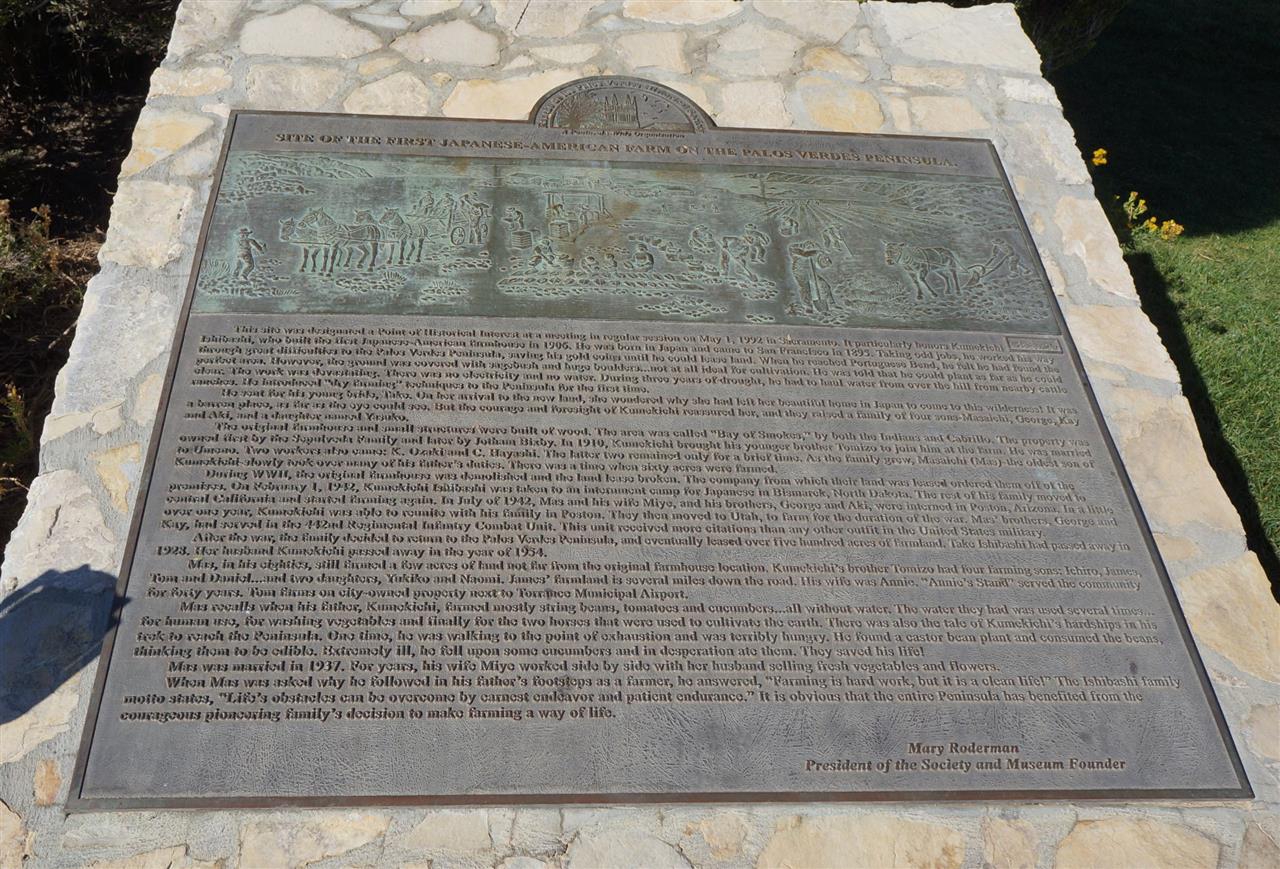 A Peninsula-Wide Organization
SITE OF THE FIRST JAPANESE-AMERICAN FARM ON THE PALOS VERDES PENINSULA.
This site was designated a Point of Historical Interest at a meeting in regular session on May 1, 1992 in Sacramento. It particularly honors Kumekichi
Ishibashi, who built the first Japanese-American farmhouse in 1906. He was born in Japan and came to San Francisco in 1895. Taking odd jobs, he worked his way
through great difficulties to the Palos Verdes Peninsula, saving his gold coins until he could lease land. When he reached Portuguese Bend, he felt he had found the
perfect area. However, the ground was covered with sagebush and huge boulders...not at all ideal for cultivation. He was told that he could plant as far as he could
clear. The work was devastating. There was no electricity and no water. During three years of drought, he had to haul water from over the hill from nearby cattle
ranches. He introduced "dry farming" techniques to the Peninsula for the first time.
He sent for his young bride, Take. On her arrival to the new land, she wondered why she had left her beautiful home in Japan to come to this wilderness! It was
a barren place, as far as the eye could see. But the courage and foresight of Kumekichi reassured her, and they raised a family of four sons-Masaichi, George, Kay
and Aki, and a daughter named Yasuko.
The original farmhouse and small structures were built of wood. The area was called "Bay of Smokes," by both the Indians and Cabrillo. The property was
owned first by the Sepulveda Family and later by Jotham Bixby. In 1910, Kumekichi brought his younger brother Tomizo to join him at the farm. He was married
to Umeno. Two workers also came: K. Ozaki and C. Hayashi. The latter two remained only for a brief time. As the family grew, Masaichi (Mas)-the oldest son of
Kumekichi-slowly took over many of his father's duties. There was a time when sixty acres were farmed.
During WWII, the original farmhouse was demolished and the land lease broken. The company from which their land was leased ordered them off of the
premises. On February 1, 1942, Kumekichi Ishibashi was taken to an internment camp for Japanese in Bismarck, North Dakota. The rest of his family moved to
central California and started farming again. In July of 1942, Mas and his wife Miye, and his brothers, George and Aki, were interned in Poston, Arizona. In a little
over one year, Kumekichi was able to reunite with his family in Poston. They then moved to Utah, to farm for the duration of the war. Mas' brothers, George and
Kay, had served in the 442nd Regimental Infantry Combat Unit. This unit received more citations than any other outfit in the United States military.
After the war, the family decided to return to the Palos Verdes Peninsula, and eventually leased over five hundred acres of farmland. Take Ishibashi had passed away in
1928. Her husband Kumekichi passed away in the year of 1954.
Mas, in his eighties, still farmed a few acres of land not far from the original farmhouse location. Kumekichi's brother Tomizo had four farming sons: Ichiro, James,
Tom and Daniel...and two daughters, Yukiko and Naomi. James' farmland is several miles down the road. His wife was Annie. "Annie's Stand" served the community
for forty years. Tom farms on city-owned property next to Torrance Municipal Airport.
Mas recalls when his father, Kumekichi, farmed mostly string beans, tomatoes and cucumbers...all without water. The water they had was used several times...
for human use, for washing vegetables and finally for the two horses that were used to cultivate the earth. There was also the tale of Kumekichi's hardships in his
trek to reach the Peninsula. One time, he was walking to the point of exhaustion and was terribly hungry. He found a castor bean plant and consumed the beans,
thinking them to be edible. Extremely ill, he fell upon some cucumbers and in desperation ate them. They saved his life!
Mas was married in 1937. For years, his wife Miye worked side by side with her husband selling fresh vegetables and flowers.
When Mas was asked why he followed in his father's footsteps as a farmer, he answered, "Farming is hard work, but it is a clean life!" The Ishibashi family
motto states, "Life's obstacles can be overcome by earnest endeavor and patient endurance." It is obvious that the entire Peninsula has benefited from the
courageous pioneering family's decision to make farming a way of life.
Mary Roderman
President of the Society and Museum Founder